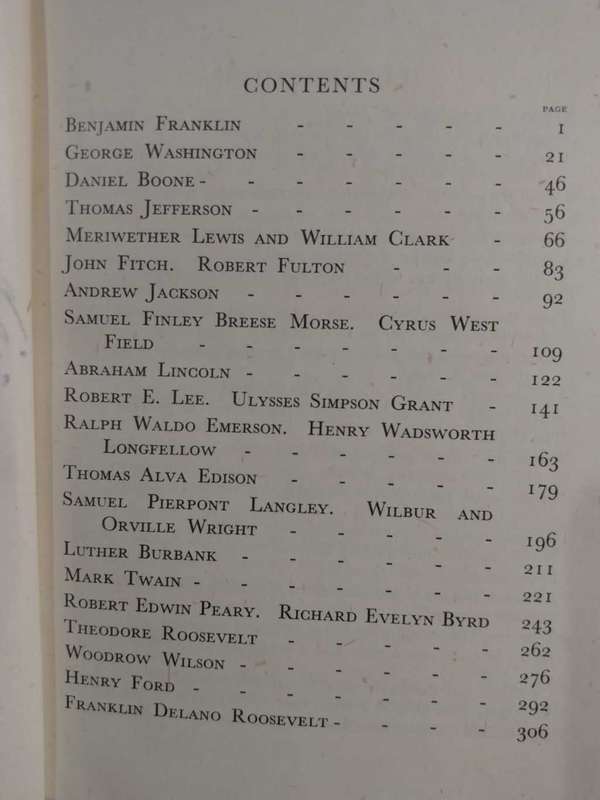 CONTENTS
PAGE
BENJAMIN FRANKLIN - - - - - 1
GEORGE WASHINGTON - - - - - 21
DANIEL BOONE - - - - - - - 46
THOMAS JEFFERSON - - - - - - 56
MERIWETHER LEWIS AND WILLIAM CLARK - 66
JOHN FITCH. ROBERT FULTON - - - 83
ANDREW JACKSON - - - - - - 92
SAMUEL FINLEY BREESE MORSE. CYRUS WEST
FIELD - - - - - - - 109
ABRAHAM LINCOLN - - - - - - 122
ROBERT E. LEE. ULYSSES SIMPSON GRANT - 141
RALPH WALDO EMERSON. HENRY WADSWORTH
LONGFELLOW - - - - - - 163
THOMAS ALVA EDISON - - - - - 179
SAMUEL PIERPONT LANGLEY. WILBUR AND
ORVILLE WRIGHT - - - - - 196
LUTHER BURBANK - - - - - - 211
MARK TWAIN - - - - - - - 221
ROBERT EDWIN PEARY. RICHARD EVELYN BYRD 243
THEODORE ROOSEVELT - - - - - 262
WOODROW WILSON - - - - - - 276
HENRY FORD - - - - - - - 292
FRANKLIN DELANO ROOSEVELT - - - - 306